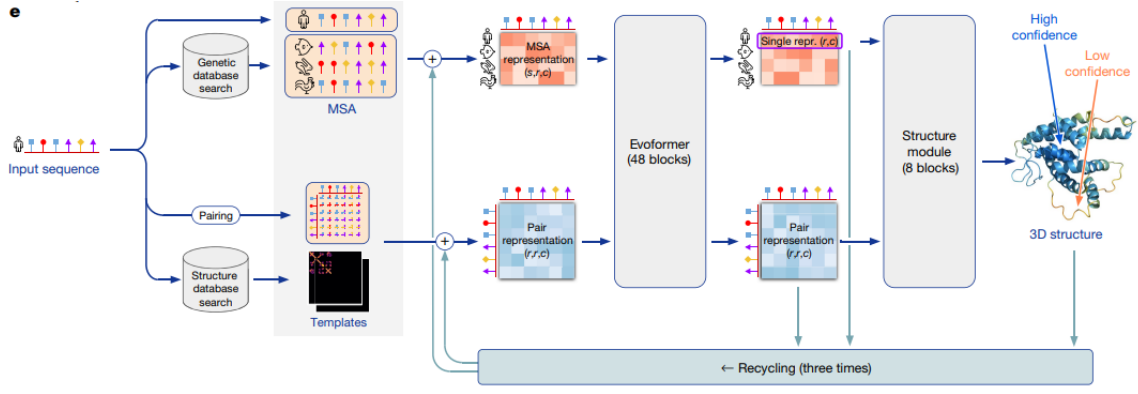 e
Genetic
database
search
MSA
MSA
representation
(s,r,c)
Single repr. (r,c)
High
confidence
Low
confidence
Input sequence
Evoformer
(48 blocks)
Structure
module
(8 blocks)
Pairing
Pair
representation
(r,r,c)
Pair
representation
(r,r,c)
3D structure
Structure
database
search
Templates
← Recycling (three times)